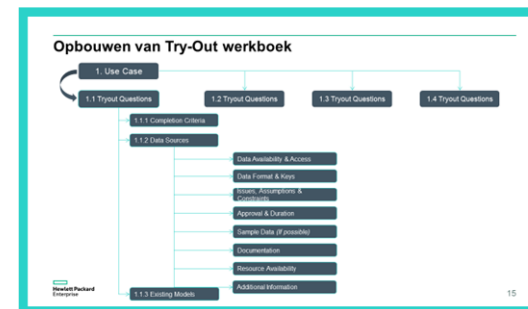 Opbouwen van Try-Out werkboek
1. Use Case
1.1 Tryout Questions
1.2 Tryout Questions
1.3 Tryout Questions
1.4 Tryout Questions
1.1.1 Completion Criteria
1.1.2 Data Sources
Data Availability & Access
Data Format & Keys
Issues, Assumptions &
Constraints
Approval & Duration
Sample Data (If possible)
Documentation
Resource Availability
Additional Information
1.1.3 Existing Models
Hewlett Packard
Enterprise
15